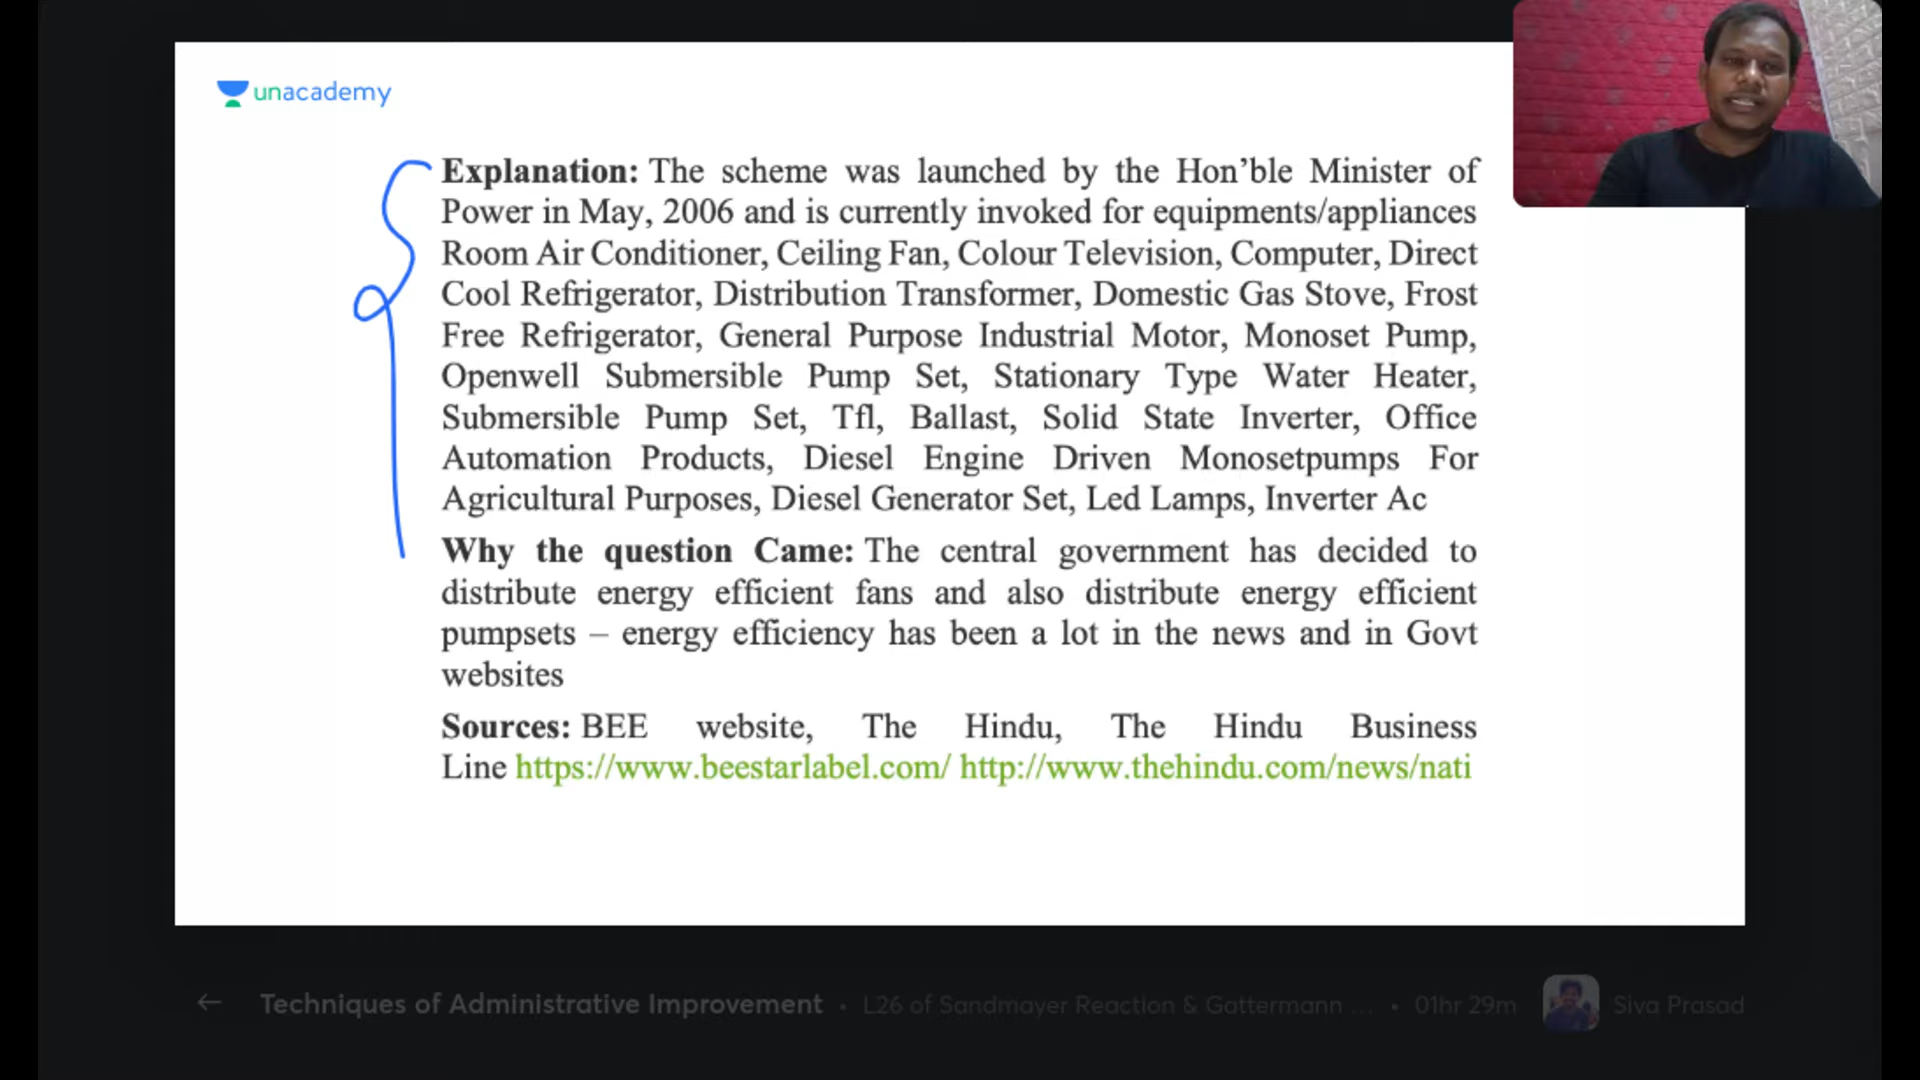 unacademy
Explanation: The scheme was launched by the Hon’ble Minister of
Power in May, 2006 and is currently invoked for equipments/appliances
Room Air Conditioner, Ceiling Fan, Colour Television, Computer, Direct
Cool Refrigerator, Distribution Transformer, Domestic Gas Stove, Frost
Free Refrigerator, General Purpose Industrial Motor, Monoset Pump,
Openwell Submersible Pump Set, Stationary Type Water Heater,
Submersible Pump Set, Tfl, Ballast, Solid State Inverter, Office
Automation Products, Diesel Engine Driven Monosetpumps For
Agricultural Purposes, Diesel Generator Set, Led Lamps, Inverter Ac
Why the question Came: The central government has decided to
distribute energy efficient fans and also distribute energy efficient
pumpsets – energy efficiency has been a lot in the news and in Govt
websites
Sources: BEE website, The Hindu, The Hindu Business
Line https://www.beestarlabel.com/ http://www.thehindu.com/news/nati
Techniques of Administrative Improvement • L26 of Sandmayer Reaction & Gattermann ... • 01hr 29m Siva Prasad